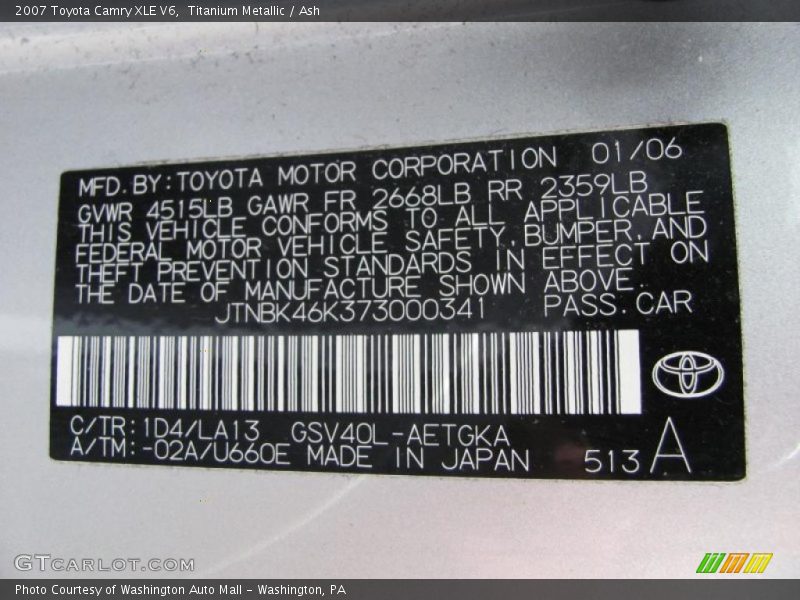 2007 Toyota Camry XLE V6, Titanium Metallic / Ash
MFD. BY: TOYOTA MOTOR CORPORATION 01/06
GVWR 4515LB GAWR FR 2668LB RR 2359LB
THIS VEHICLE CONFORMS TO ALL APPLICABLE
FEDERAL MOTOR VEHICLE SAFETY, BUMPER, AND
THEFT PREVENTION STANDARDS IN EFFECT ON
THE DATE OF MANUFACTURE SHOWN ABOVE.
JTNBK46K373000341 PASS. CAR
C/TR: 1D4/LA13 GSV40L-AETGKA
A/TM: -02A/U660E MADE IN JAPAN 513 A
GTCARLOT.COM
Photo Courtesy of Washington Auto Mall - Washington, PA